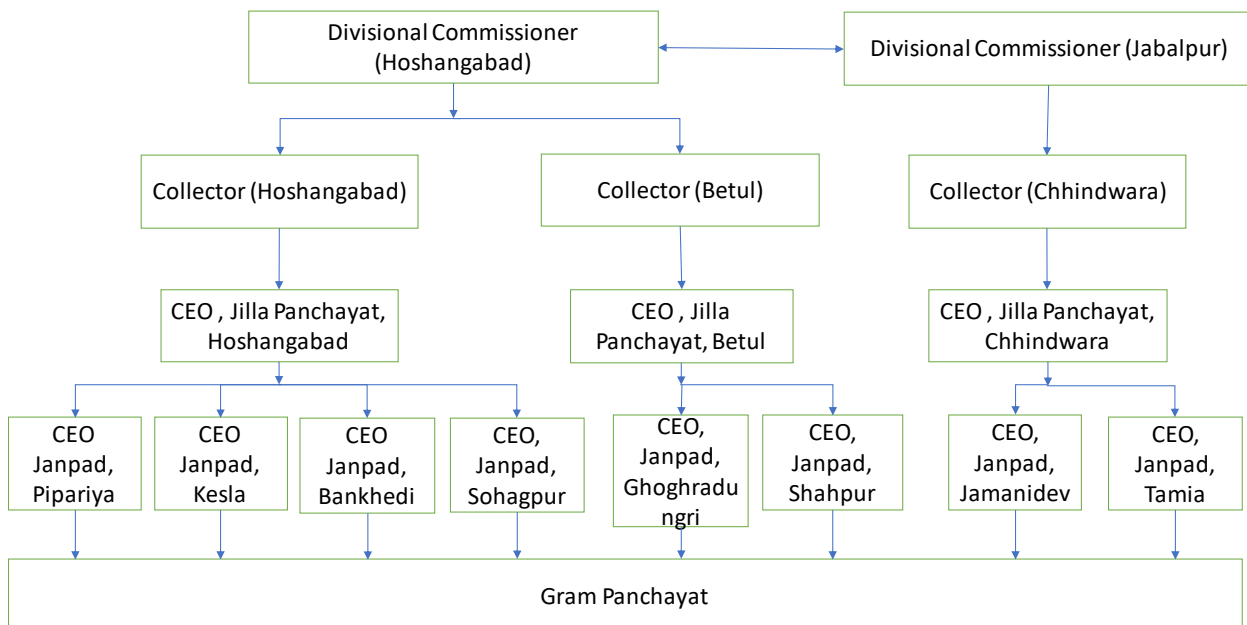 Divisional Commissioner
(Hoshangabad)
Divisional Commissioner (Jabalpur)
Collector (Hoshangabad)
Collector (Betul)
Collector (Chhindwara)
CEO , Jilla Panchayat,
Hoshangabad
CEO , Jilla
Panchayat, Betul
CEO , Jilla Panchayat,
Chhindwara
CEO
Janpad,
Pipariya
CEO
Janpad,
Kesla
CEO
Janpad,
Bankhedi
CEO,
Janpad,
Sohagpur
CEO,
Janpad,
Ghoghradu
ngri
CEO,
Janpad,
Shahpur
CEO,
Janpad,
Jamanidev
CEO,
Janpad,
Tamia
Gram Panchayat